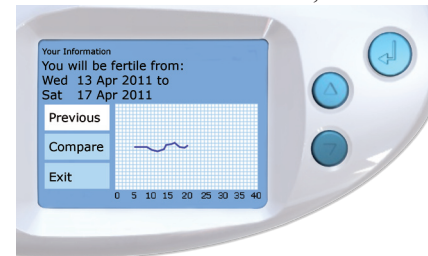 Your Information
You will be fertile from:
Wed 13 Apr 2011 to
Sat 17 Apr 2011
Previous
Compare
Exit
0 5 10 15 20 25 30 35 40